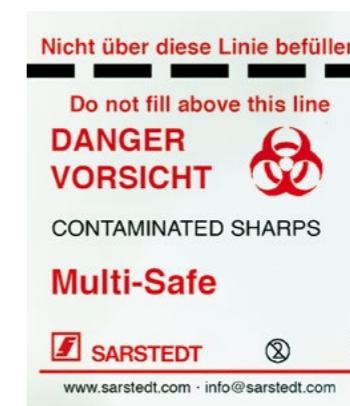 Nicht über diese Linie befüllen
Do not fill above this line
DANGER
VORSICHT
CONTAMINATED SHARPS
Multi-Safe
SARSTEDT
www.sarstedt.com · info@sarstedt.com